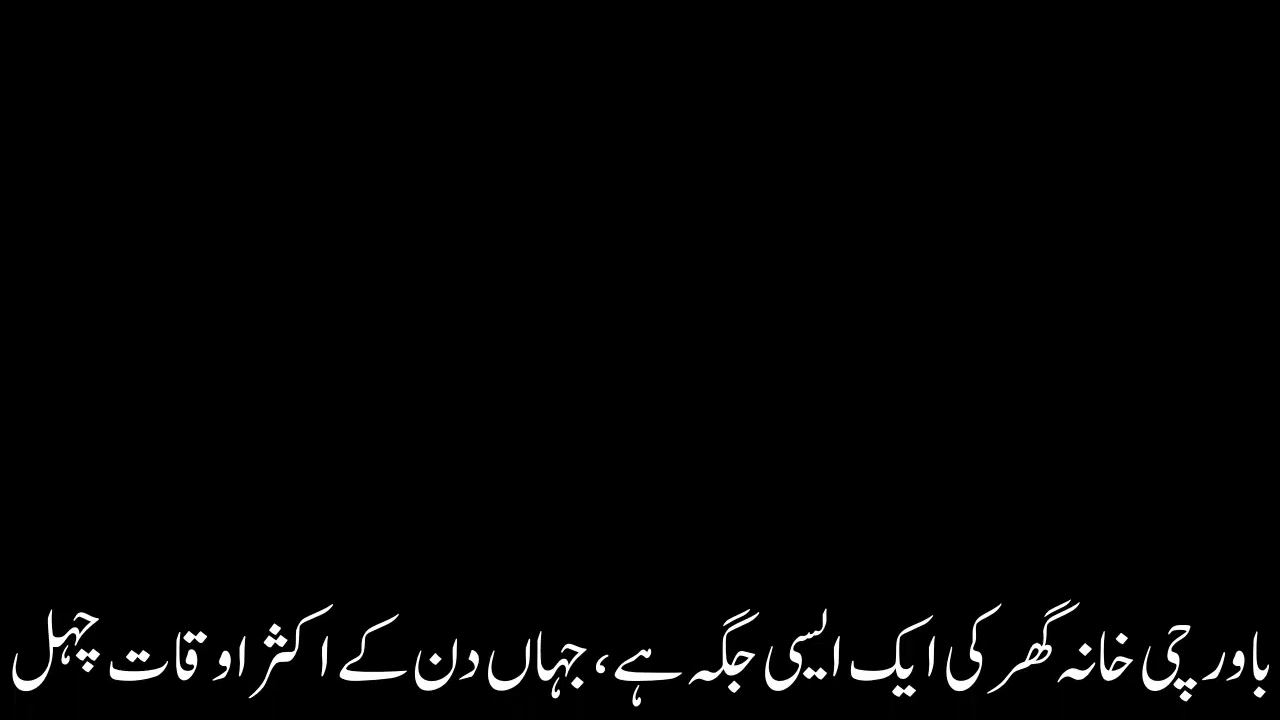 باورچی خانہ گھر کی ایک ایسی جگہ ہے، جہاں دن کے اکثر اوقات چہل